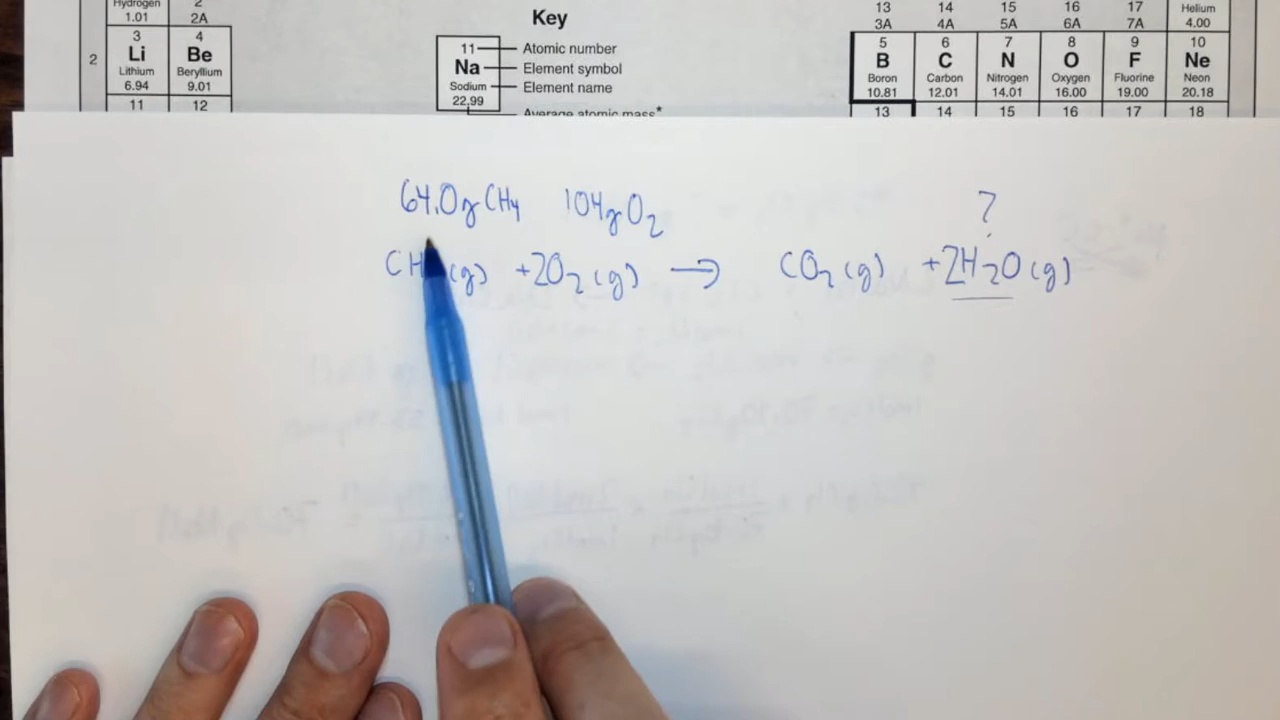 Hydrogen 2 13 14 15 16 17 Helium
1.01 2A 3A 4A 5A 6A 7A 4.00
Key
2
3 4
Li Be
Lithium Beryllium
6.94 9.01
11 12
11 Atomic number
Na Element symbol
Sodium Element name
22.99
Average atomic mass*
5 6 7 8 9 10
B C N O F Ne
Boron Carbon Nitrogen Oxygen Fluorine Neon
10.81 12.01 14.01 16.00 19.00 20.18
13 14 15 16 17 18
64.0g CH4 104g O2 ?
CH (g) + 2O2 (g) → CO2 (g) + 2H2O (g)